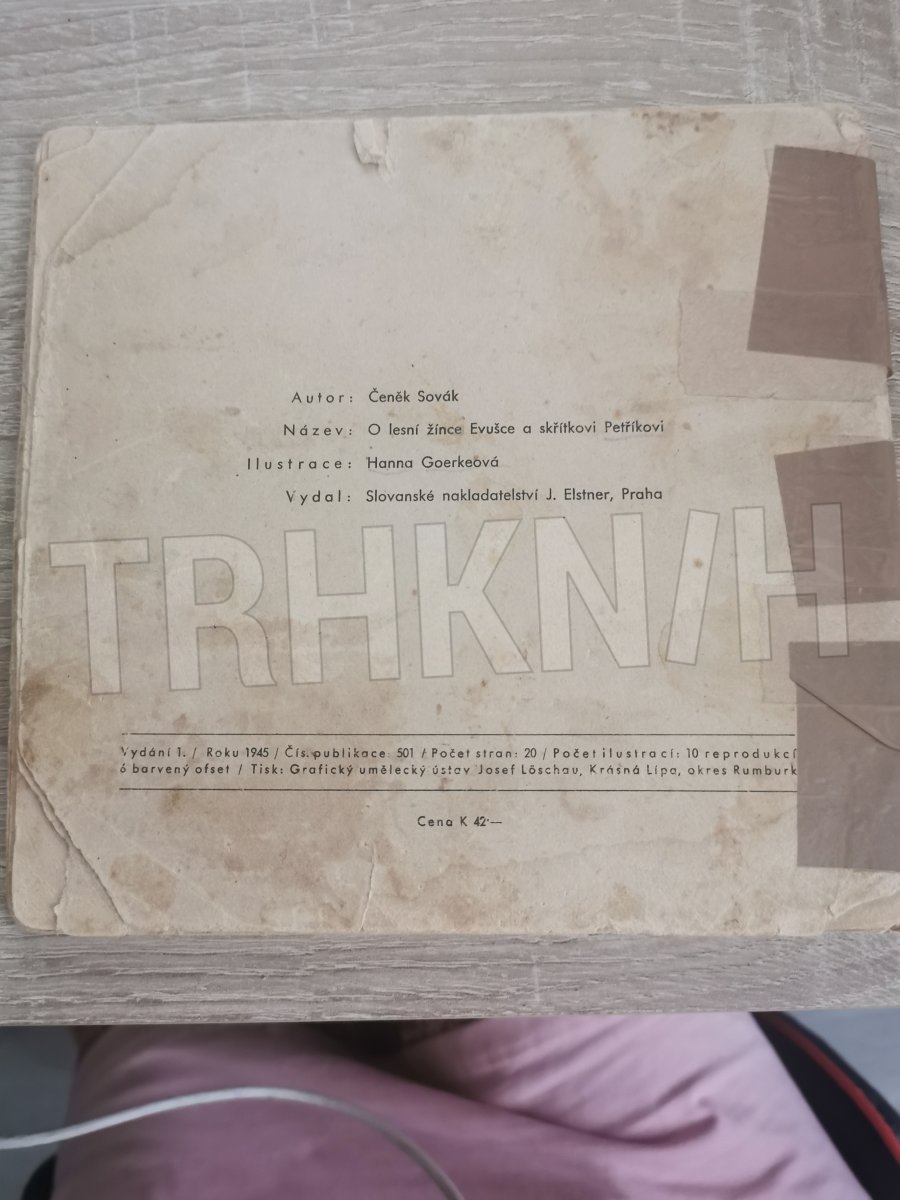 Autor: Čeněk Sovák
Název: O lesní žínce Evušce a skřítkovi Petříkovi
Ilustrace: Hanna Goerkeová
Vydal: Slovanské nakladatelství J. Elstner, Praha
TRHKNIH
Vydání 1. / Roku 1945 / Čís. publikace: 501 / Počet stran: 20 / Počet ilustrací: 10 reprodukcí
6 barvený ofset / Tisk: Grafický umělecký ústav Josef Löschau, Krásná Lípa, okres Rumburk
Cena K 42·—